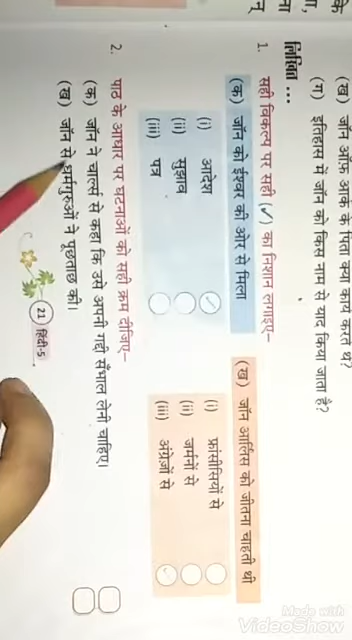 (ख) जॉन ऑफ़ आर्क के पिता क्या कार्य करते थे?
(ग) इतिहास में जॉन को किस नाम से याद किया जाता है?
लिखित ...
1. सही विकल्प पर सही (✓) का निशान लगाइए–
(क) जॉन को ईश्वर की ओर से मिला
(i) आदेश ✓
(ii) सुझाव
(iii) पत्र
(ख) जॉन आर्लिंस को जीतना चाहती थी
(i) फ्रांसीसियों से
(ii) जर्मनों से
(iii) अंग्रेज़ों से ✓
2. पाठ के आधार पर घटनाओं को सही क्रम दीजिए–
(क) जॉन ने चार्ल्स से कहा कि उसे अपनी गद्दी सँभाल लेनी चाहिए।
(ख) जॉन से धर्मगुरुओं ने पूछताछ की।
21 हिंदी-5
Made with
VideoShow